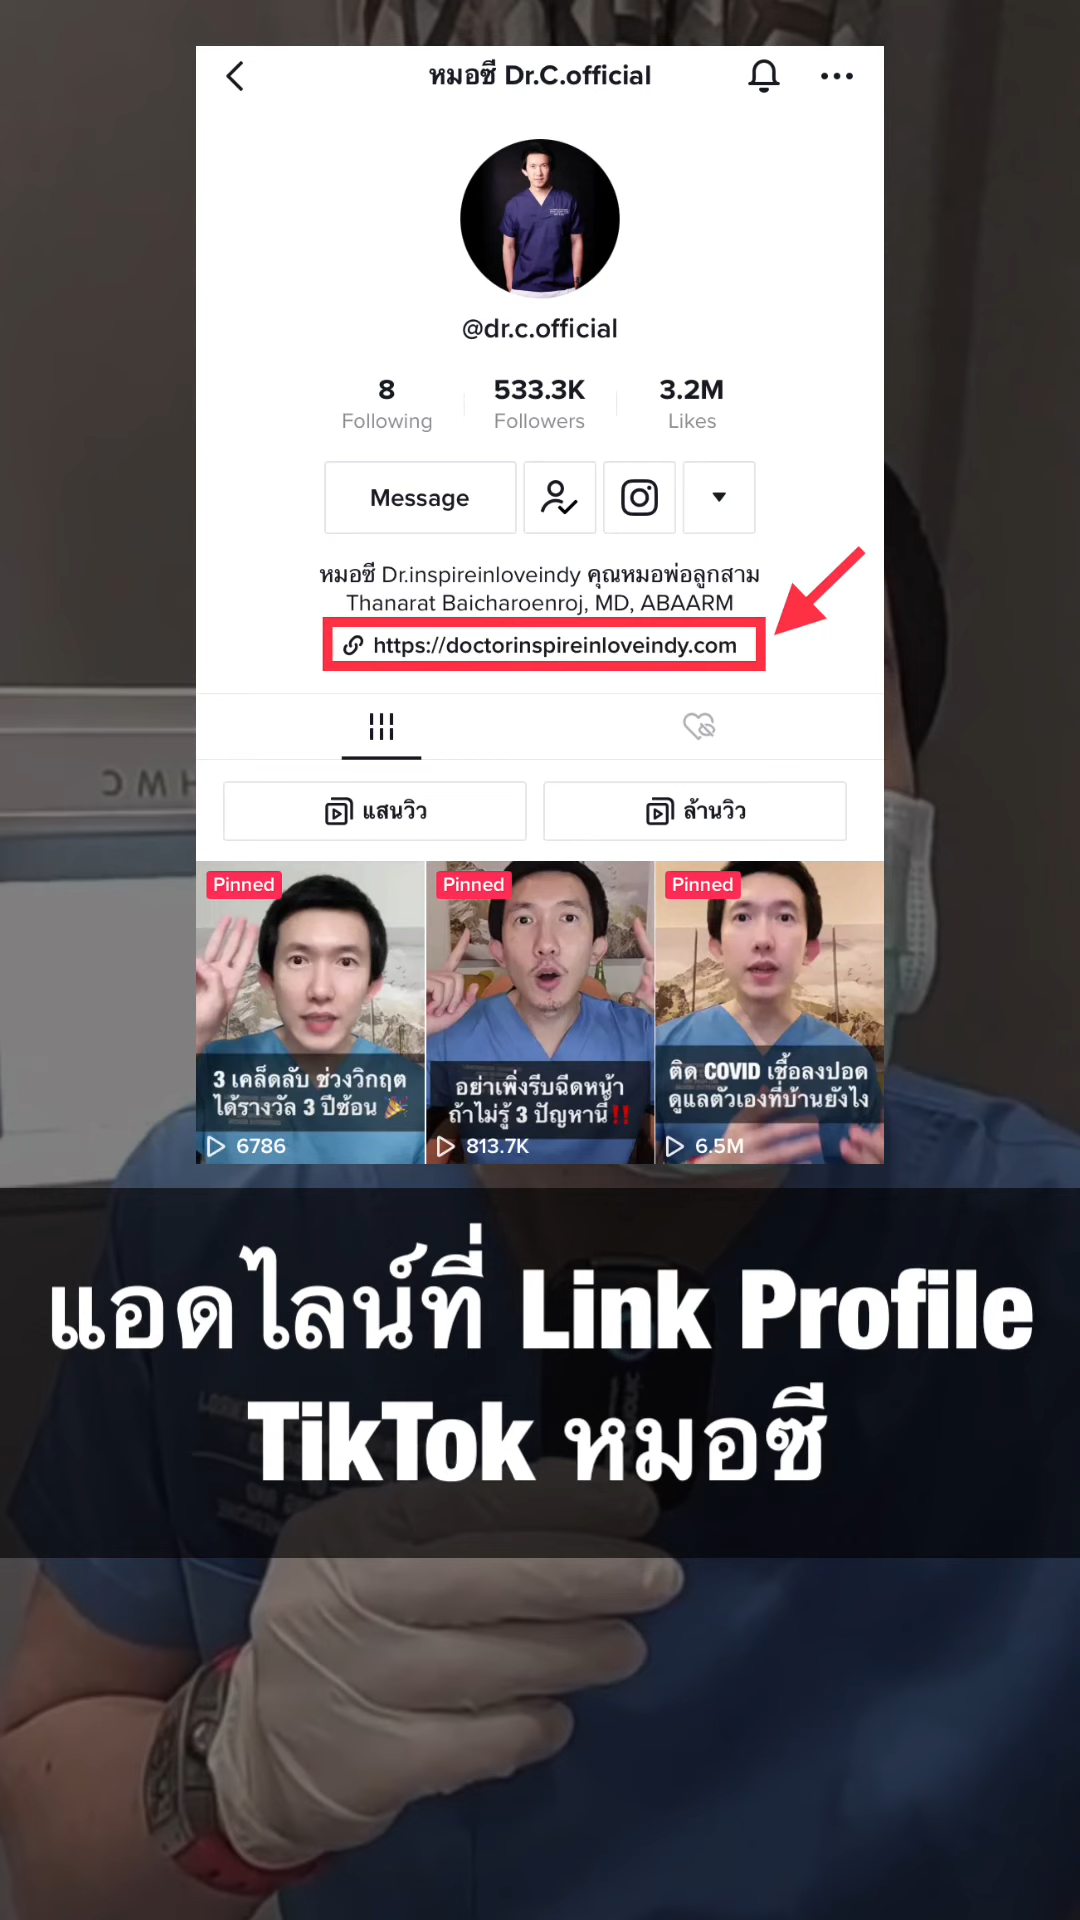 หมอซี Dr.C.official
@dr.c.official
8 533.3K 3.2M
Following Followers Likes
Message
หมอซี Dr.inspireinloveindy คุณหมอพ่อลูกสาม
Thanarat Baicharoenroj, MD, ABAARM
https://doctorinspireinloveindy.com
แสนวิว ล้านวิว
Pinned Pinned Pinned
3 เคล็ดลับ ช่วงวิกฤต
ได้รางวัล 3 ปีซ้อน 🎉
6786
อย่าเพิ่งรีบฉีดหน้า
ถ้าไม่รู้ 3 ปัญหานี้‼️
813.7K
ติด COVID เชื้อลงปอด
ดูแลตัวเองที่บ้านยังไง
6.5M
แอดไลน์ที่ Link Profile
TikTok หมอซี